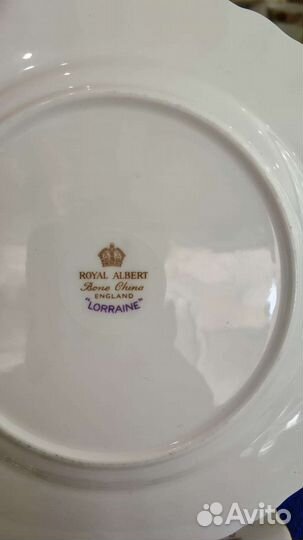 ROYAL ALBERT
Bone China
ENGLAND
"LORRAINE"
Avito